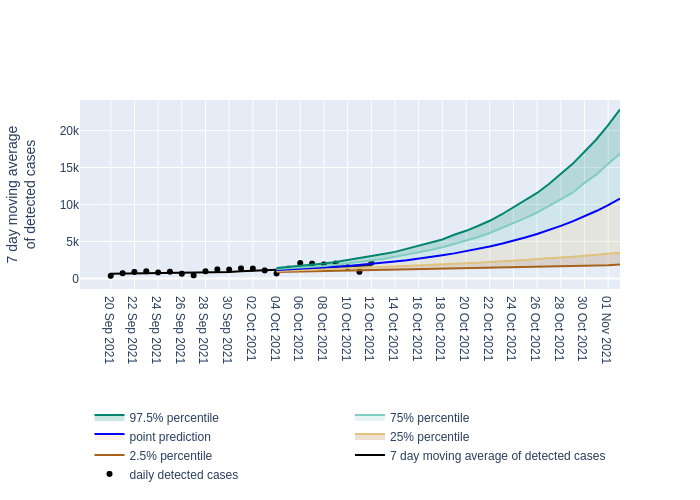 7 day moving average
of detected cases
20k
15k
10k
5k
0
20 Sep 2021
22 Sep 2021
24 Sep 2021
26 Sep 2021
28 Sep 2021
30 Sep 2021
02 Oct 2021
04 Oct 2021
06 Oct 2021
08 Oct 2021
10 Oct 2021
12 Oct 2021
14 Oct 2021
16 Oct 2021
18 Oct 2021
20 Oct 2021
22 Oct 2021
24 Oct 2021
26 Oct 2021
28 Oct 2021
30 Oct 2021
01 Nov 2021
97.5% percentile
75% percentile
point prediction
25% percentile
2.5% percentile
7 day moving average of detected cases
daily detected cases